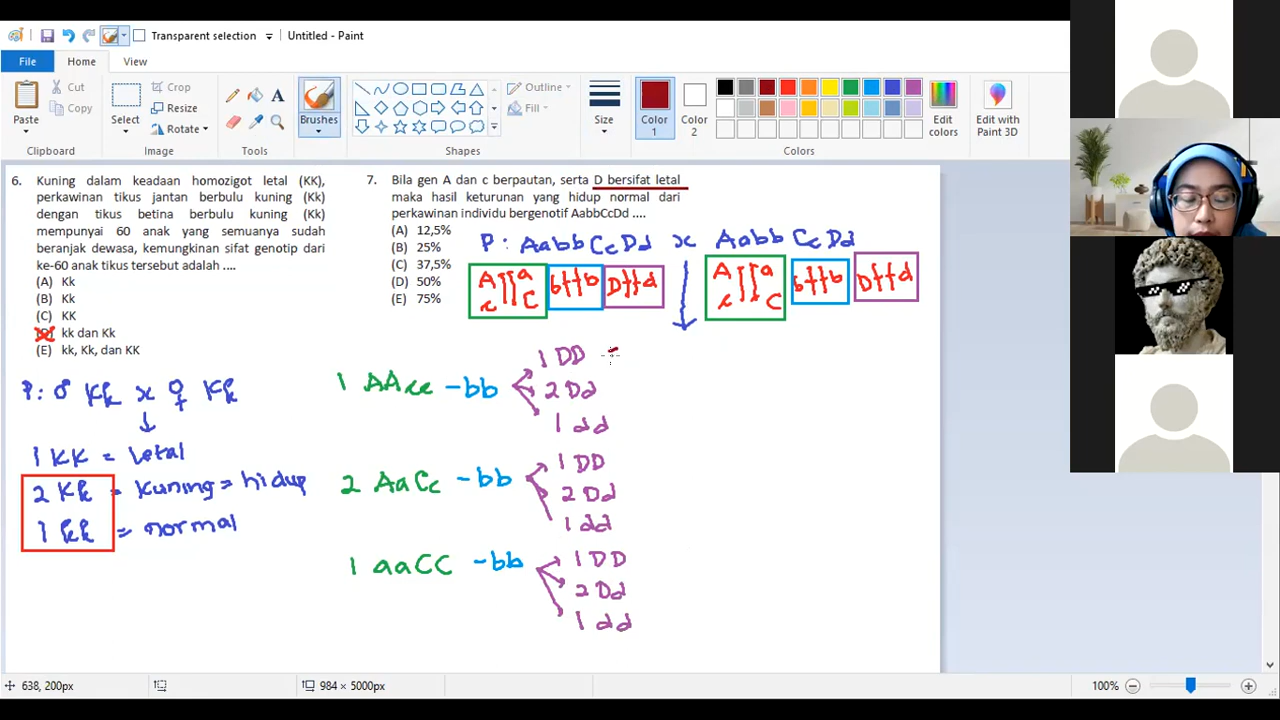 Transparent selection
Untitled - Paint
File
Home
View
Paste
Cut
Copy
Clipboard
Select
Crop
Resize
Rotate
Image
Tools
Brushes
Shapes
Outline
Fill
Size
Color 1
Color 2
Colors
Edit colors
Edit with Paint 3D
6. Kuning dalam keadaan homozigot letal (KK),
perkawinan tikus jantan berbulu kuning (Kk)
dengan tikus betina berbulu kuning (Kk)
mempunyai 60 anak yang semuanya sudah
beranjak dewasa, kemungkinan sifat genotip dari
ke-60 anak tikus tersebut adalah ....
(A) Kk
(B) Kk
(C) KK
(D) kk dan Kk
(E) kk, Kk, dan KK
P: ♂ Kk x ♀ Kk
1 KK = letal
2 Kk = kuning = hidup
1 kk = normal
7. Bila gen A dan c berpautan, serta D bersifat letal
maka hasil keturunan yang hidup normal dari
perkawinan individu bergenotif AabbCcDd ....
(A) 12,5%
(B) 25%
(C) 37,5%
(D) 50%
(E) 75%
P: AabbCcDd x AabbCcDd
A a b b D d A a b b D d
c C c C
1 AAcc - bb
1 DD
2 Dd
1 dd
2 AaCc - bb
1 DD
2 Dd
1 dd
1 aaCC - bb
1 DD
2 Dd
1 dd
638, 200px
984 × 5000px
100%